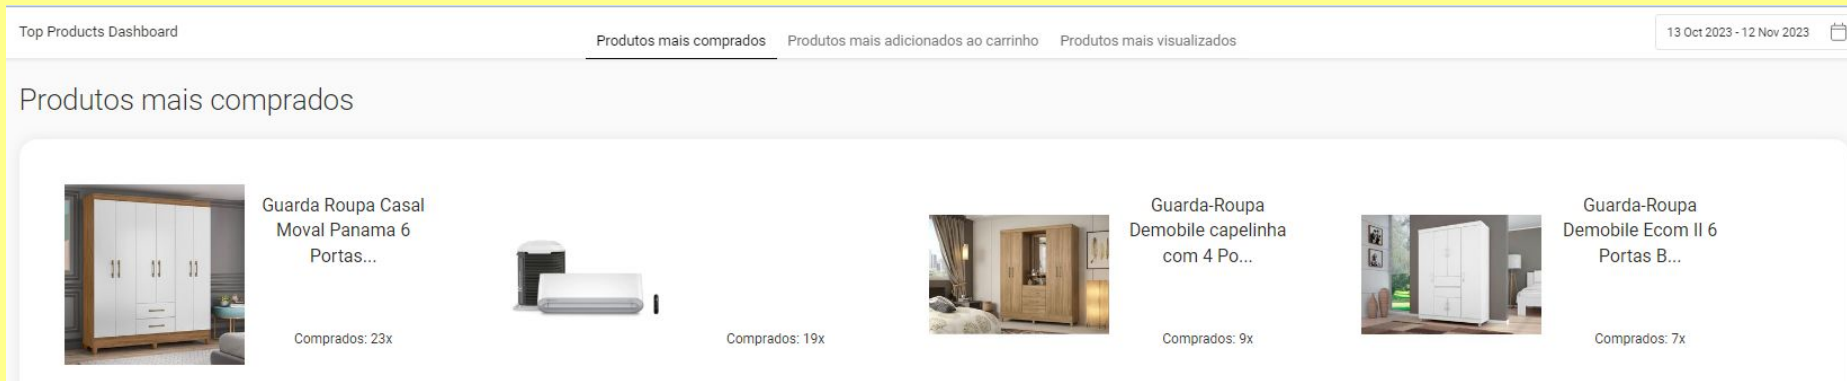 Top Products Dashboard
Produtos mais comprados
Produtos mais adicionados ao carrinho
Produtos mais visualizados
13 Oct 2023 - 12 Nov 2023
Produtos mais comprados
Guarda Roupa Casal
Moval Panama 6
Portas...
Comprados: 23x
Comprados: 19x
Guarda-Roupa
Demobile capelinha
com 4 Po...
Comprados: 9x
Guarda-Roupa
Demobile Ecom II 6
Portas B...
Comprados: 7x